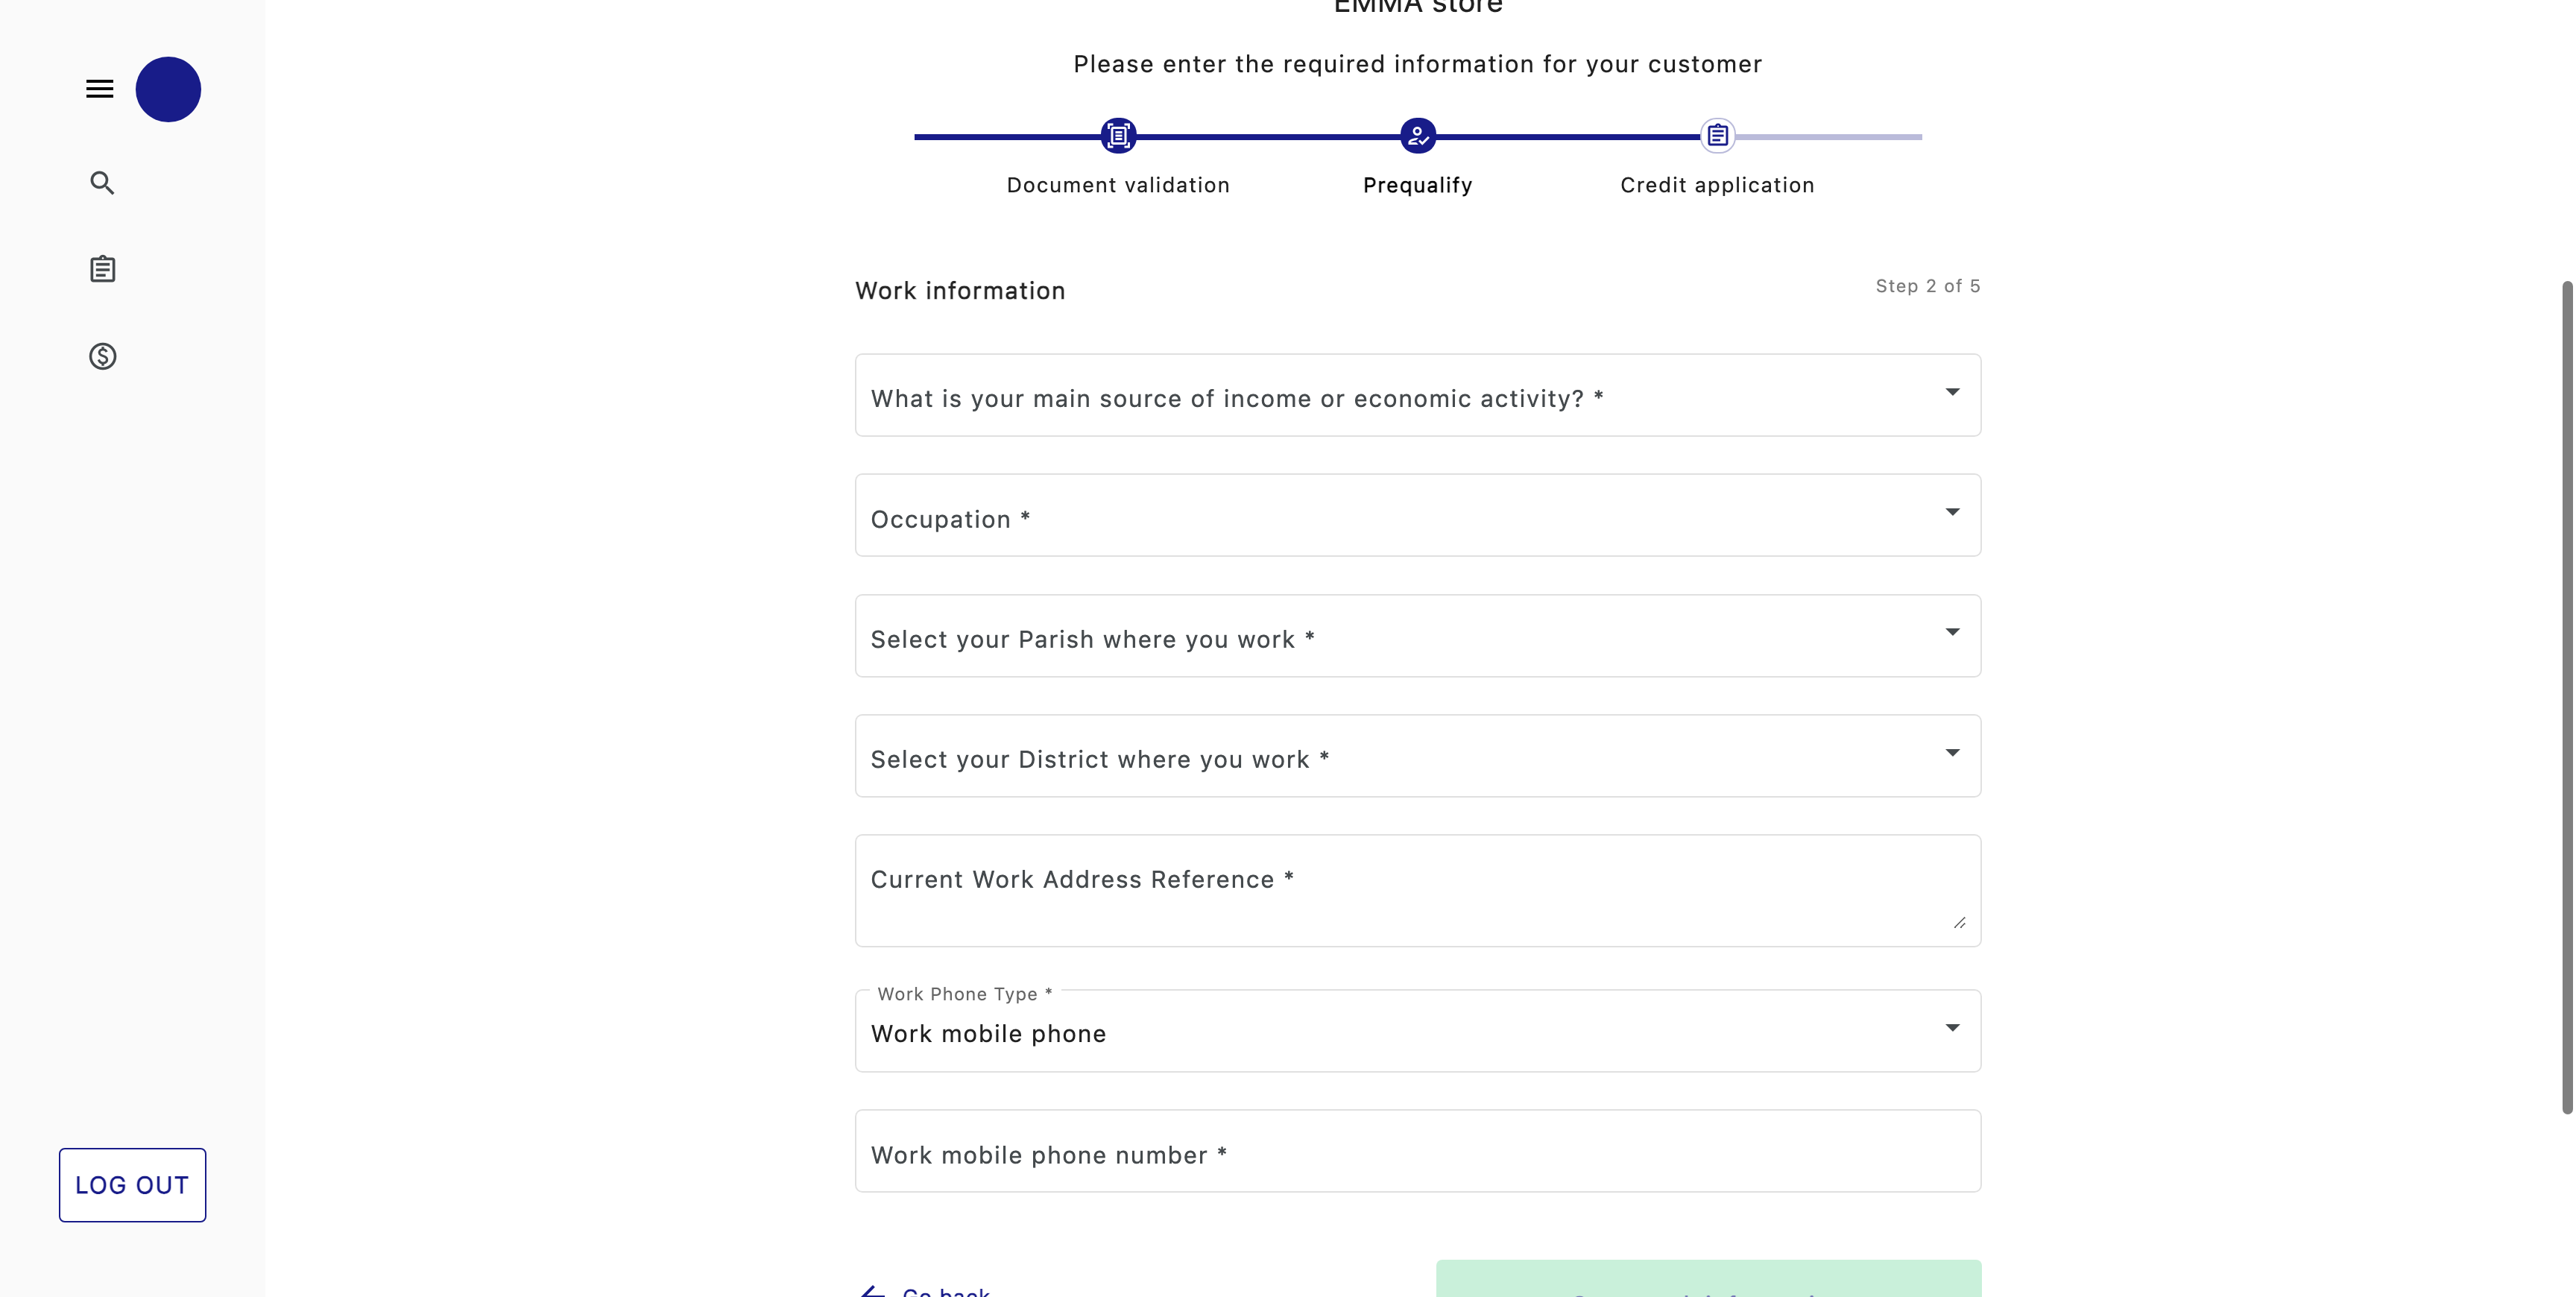 EMMA store
Please enter the required information for your customer
Document validation
Prequalify
Credit application
Work information
Step 2 of 5
What is your main source of income or economic activity? *
Occupation *
Select your Parish where you work *
Select your District where you work *
Current Work Address Reference *
Work Phone Type *
Work mobile phone
Work mobile phone number *
LOG OUT
Go back